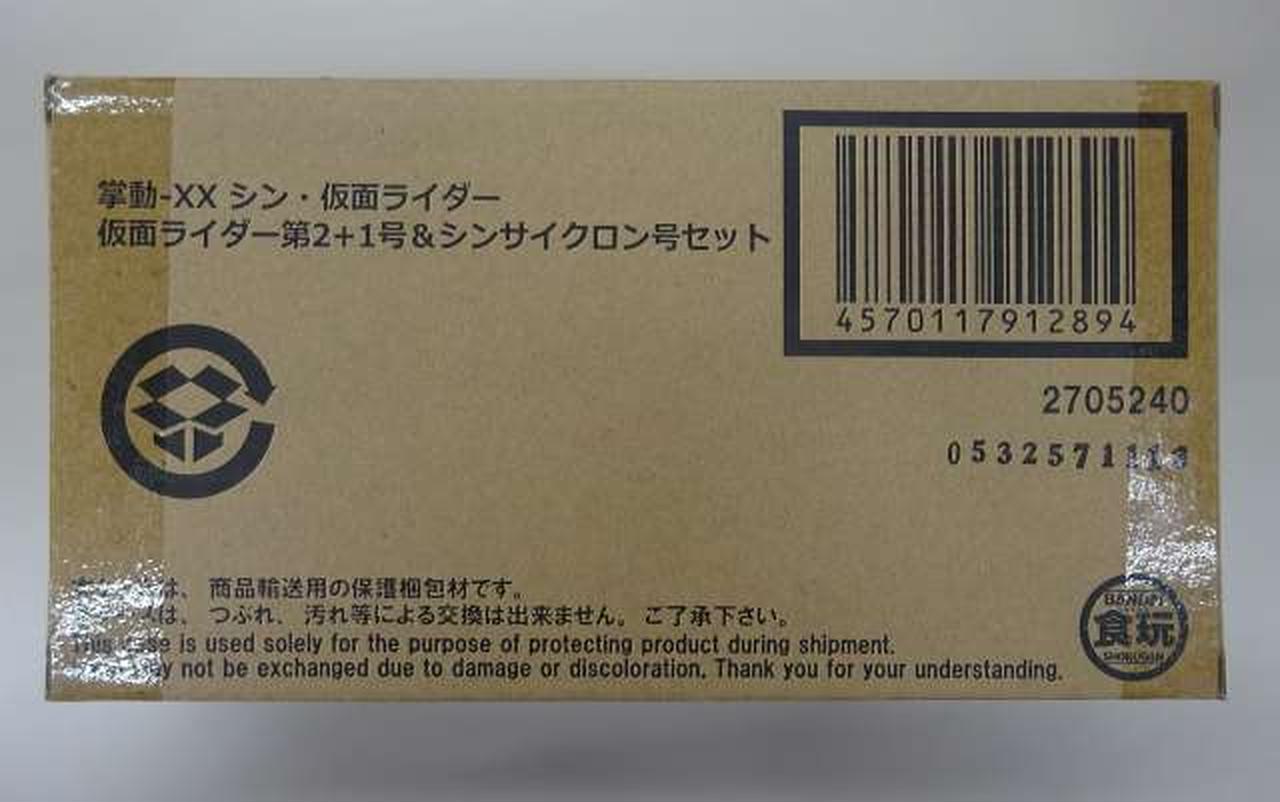 掌動-XX シン・仮面ライダー
仮面ライダー第2+1号&シンサイクロン号セット
4570117912894
2705240
0532571113
は、 商品輸送用の保護梱包材です。
は、 つぶれ、 汚れ等による交換は出来ません。 ご了承下さい。
This case is used solely for the purpose of protecting product during shipment.
not be exchanged due to damage or discoloration. Thank you for your understanding.
BANDAI
食玩
SHOKUGAN